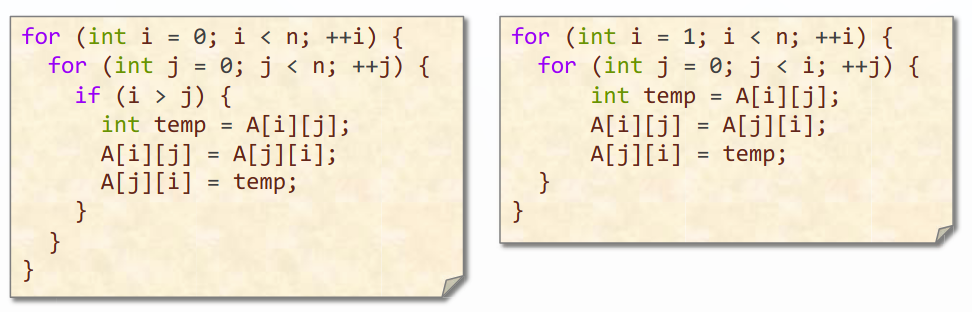 for (int i = 0; i < n; ++i) {
  for (int j = 0; j < n; ++j) {
    if (i > j) {
      int temp = A[i][j];
      A[i][j] = A[j][i];
      A[j][i] = temp;
    }
  }
}
for (int i = 1; i < n; ++i) {
  for (int j = 0; j < i; ++j) {
      int temp = A[i][j];
      A[i][j] = A[j][i];
      A[j][i] = temp;
  }
}